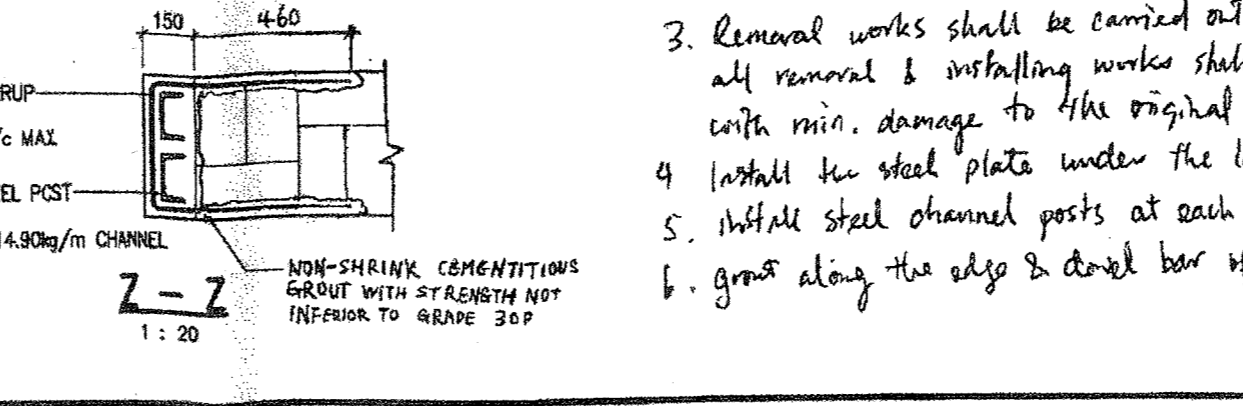 150 460
RUP
/c MAX
EL POST
14.90kg/m CHANNEL
Z - Z
1 : 20
NON-SHRINK CEMENTITIOUS
GROUT WITH STRENGTH NOT
INFERIOR TO GRADE 30P
3. Removal works shall be carried out
all removal & installing works shal
with min. damage to the original
4 Install the steel plate under the
5. install steel channel posts at each
6. grout along the edge & dowel bar